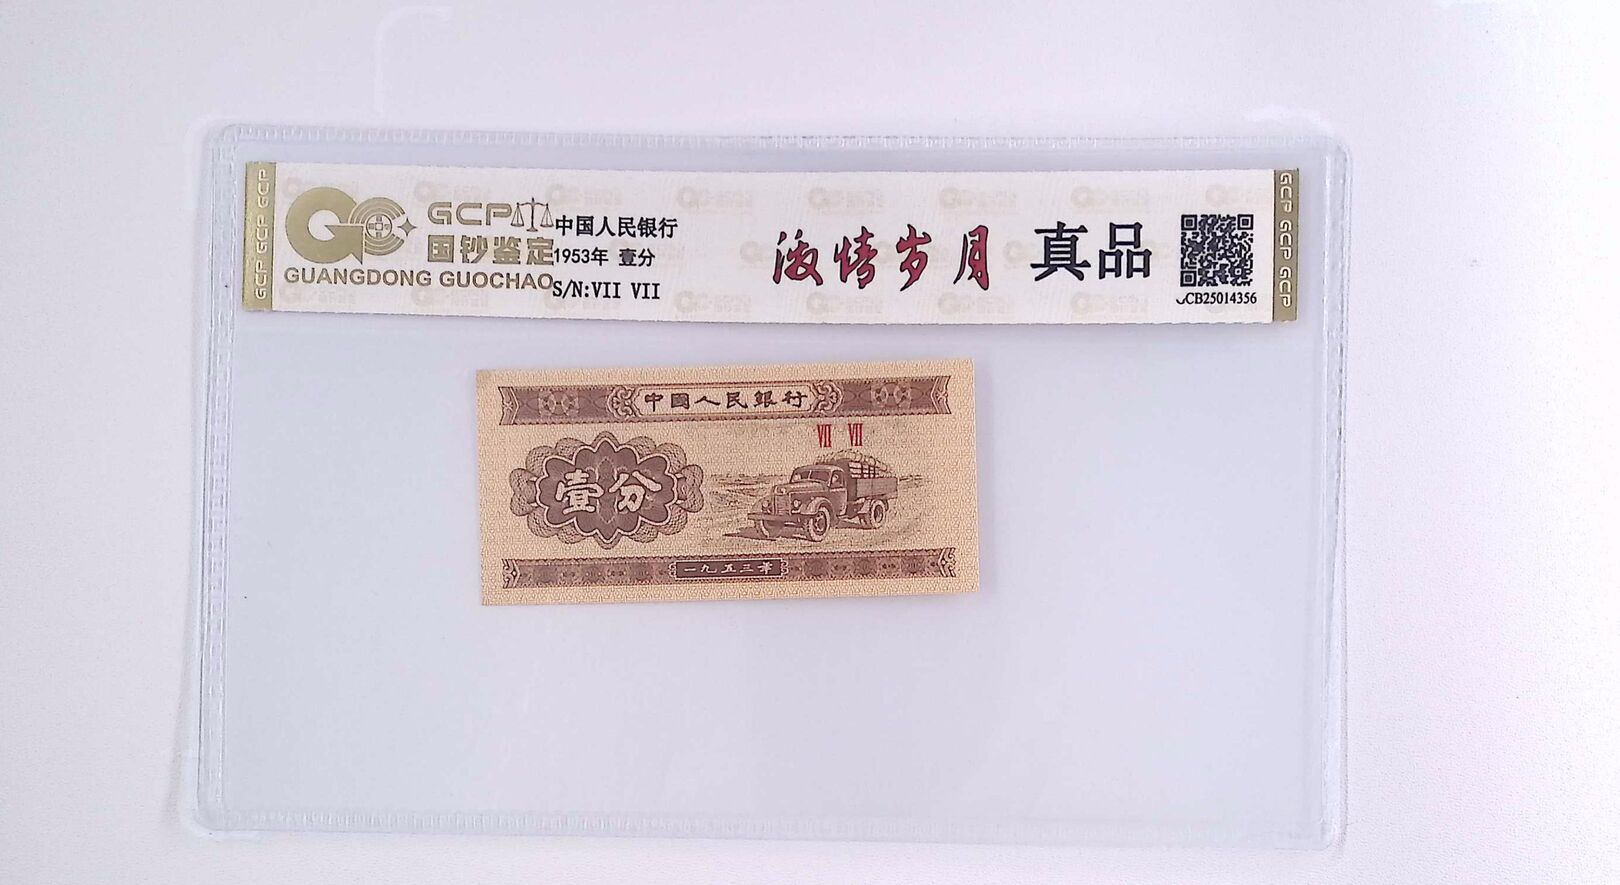 GCP GCP GCP
GCP
国钞鉴定
GUANGDONG GUOCHAO
中国人民银行
1953年 壹分
S/N:VII VII
激情岁月
真品
CB25014356
GCP GCP GCP
中國人民銀行
VII VII
壹分
一九五三年